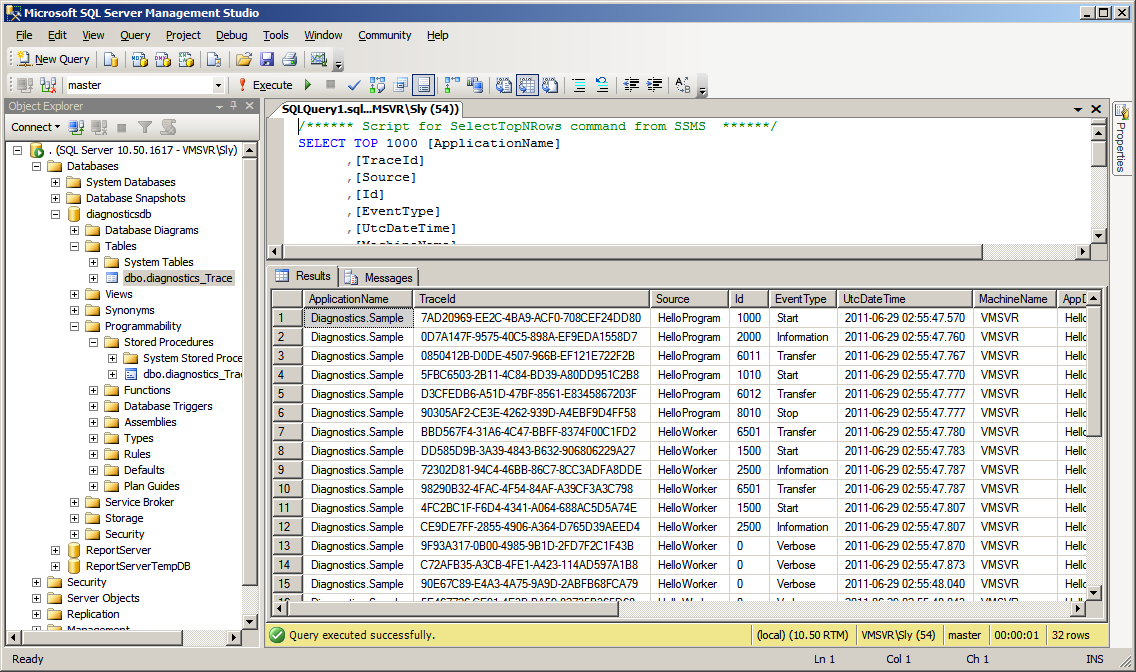 Microsoft SQL Server Management Studio
File Edit View Query Project Debug Tools Window Community Help
New Query
master Execute
Object Explorer
Connect
. (SQL Server 10.50.1617 - VMSVR\Sly)
Databases
System Databases
Database Snapshots
diagnosticsdb
Database Diagrams
Tables
System Tables
dbo.diagnostics_Trace
Views
Synonyms
Programmability
Stored Procedures
System Stored Proce
dbo.diagnostics_Tra
Functions
Database Triggers
Assemblies
Types
Rules
Defaults
Plan Guides
Service Broker
Storage
Security
ReportServer
ReportServerTempDB
Security
Server Objects
Replication
Management
SQLQuery1.sql...MSVR\Sly (54))
/****** Script for SelectTopNRows command from SSMS  ******/
SELECT TOP 1000 [ApplicationName]
,[TraceId]
,[Source]
,[Id]
,[EventType]
,[UtcDateTime]
,[MachineName]
Properties
Results Messages
ApplicationName TraceId Source Id EventType UtcDateTime MachineName AppD
1 Diagnostics.Sample 7AD20969-EE2C-4BA9-ACF0-708CEF24DD80 HelloProgram 1000 Start 2011-06-29 02:55:47.570 VMSVR Hello
2 Diagnostics.Sample 0D7A147F-9575-40C5-898A-EF9EDA1558D7 HelloProgram 2000 Information 2011-06-29 02:55:47.760 VMSVR Hello
3 Diagnostics.Sample 0850412B-D0DE-4507-966B-EF121E722F2B HelloProgram 6011 Transfer 2011-06-29 02:55:47.767 VMSVR Hello
4 Diagnostics.Sample 5FBC6503-2B11-4C84-BD39-A80DD951C2B8 HelloProgram 1010 Start 2011-06-29 02:55:47.770 VMSVR Hello
5 Diagnostics.Sample D3CFEDB6-A51D-47BF-8561-E8345867203F HelloProgram 6012 Transfer 2011-06-29 02:55:47.777 VMSVR Hello
6 Diagnostics.Sample 90305AF2-CE3E-4262-939D-A4EBF9D4FF58 HelloProgram 8010 Stop 2011-06-29 02:55:47.777 VMSVR Hello
7 Diagnostics.Sample BBD567F4-31A6-4C47-BBFF-8374F00C1FD2 HelloWorker 6501 Transfer 2011-06-29 02:55:47.780 VMSVR Hello
8 Diagnostics.Sample DD585D9B-3A39-4843-B632-906806229A27 HelloWorker 1500 Start 2011-06-29 02:55:47.783 VMSVR Hello
9 Diagnostics.Sample 72302D81-94C4-46BB-86C7-8CC3ADFA8DDE HelloWorker 2500 Information 2011-06-29 02:55:47.787 VMSVR Hello
10 Diagnostics.Sample 98290B32-4FAC-4F54-84AF-A39CF3A3C798 HelloWorker 6501 Transfer 2011-06-29 02:55:47.787 VMSVR Hello
11 Diagnostics.Sample 4FC2BC1F-F6D4-4341-A064-688AC5D5A74E HelloWorker 1500 Start 2011-06-29 02:55:47.807 VMSVR Hello
12 Diagnostics.Sample CE9DE7FF-2855-4906-A364-D765D39AEED4 HelloWorker 2500 Information 2011-06-29 02:55:47.807 VMSVR Hello
13 Diagnostics.Sample 9F93A317-0B00-4985-9B1D-2FD7F2C1F43B HelloWorker 0 Verbose 2011-06-29 02:55:47.870 VMSVR Hello
14 Diagnostics.Sample C72AFB35-A3CB-4FE1-A423-114AD597A1B8 HelloWorker 0 Verbose 2011-06-29 02:55:47.873 VMSVR Hello
15 Diagnostics.Sample 90E67C89-E4A3-4A75-9A9D-2ABFB68FCA79 HelloWorker 0 Verbose 2011-06-29 02:55:48.040 VMSVR Hello
Query executed successfully. (local) (10.50 RTM) VMSVR\Sly (54) master 00:00:01 32 rows
Ready Ln 1 Col 1 Ch 1 INS